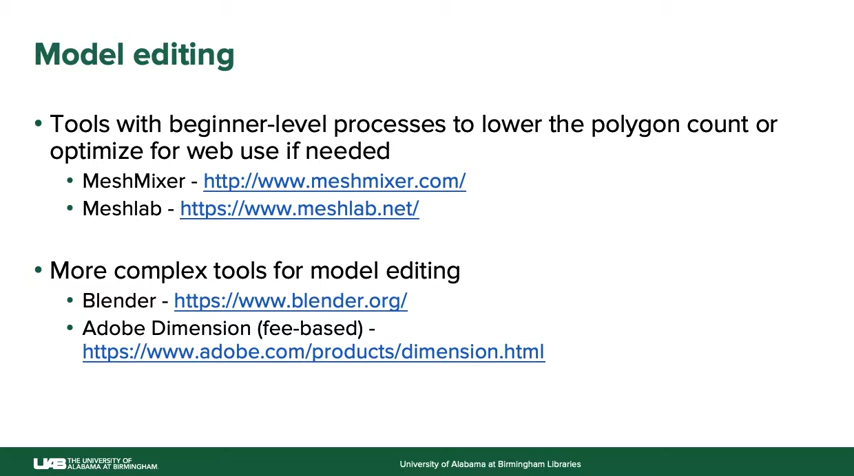 Model editing
• Tools with beginner-level processes to lower the polygon count or
optimize for web use if needed
• MeshMixer - http://www.meshmixer.com/
• Meshlab - https://www.meshlab.net/
• More complex tools for model editing
• Blender - https://www.blender.org/
• Adobe Dimension (fee-based) -
https://www.adobe.com/products/dimension.html
UAB THE UNIVERSITY OF
ALABAMA AT BIRMINGHAM
University of Alabama at Birmingham Libraries